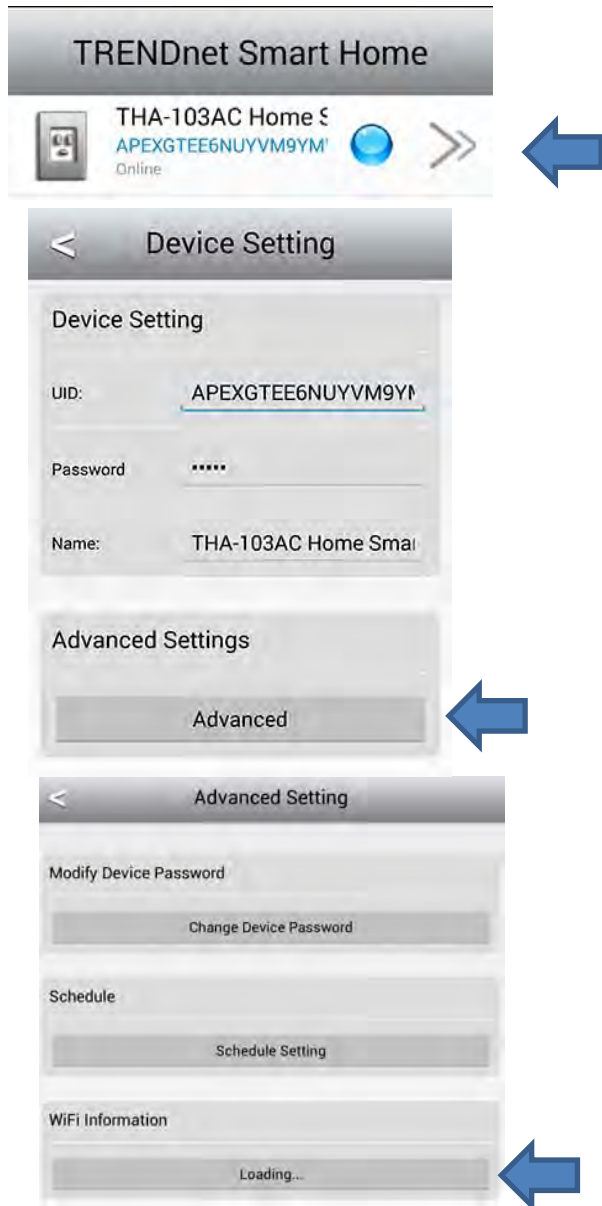 TRENDnet Smart Home
THA-103AC Home S
APEXGTEE6NUYVM9YM
Online
< Device Setting
Device Setting
UID: APEXGTEE6NUYVM9YM
Password •••••
Name: THA-103AC Home Smar
Advanced Settings
Advanced
< Advanced Setting
Modify Device Password
Change Device Password
Schedule
Schedule Setting
WiFi Information
Loading...